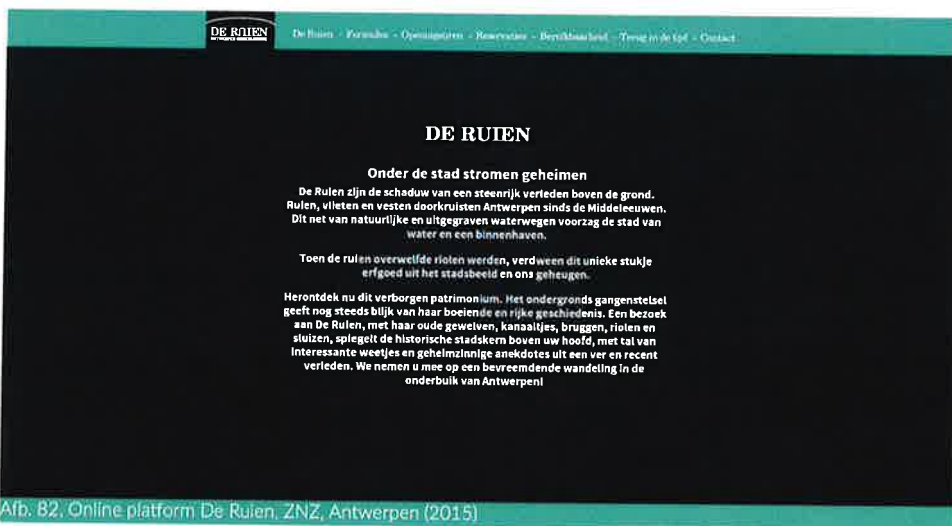 DE RUIEN
De Ruien - Formules - Openingsuren - Reservaties - Bereikbaarheid - Terug in de tijd - Contact
DE RUIEN
Onder de stad stromen geheimen
De Ruien zijn de schaduw van een steenrijk verleden boven de grond.
Ruien, vlieten en vesten doorkruisten Antwerpen sinds de Middeleeuwen.
Dit net van natuurlijke en uitgegraven waterwegen voorzag de stad van
water en een binnenhaven.
Toen de ruien overwelfde riolen werden, verdween dit unieke stukje
erfgoed uit het stadsbeeld en ons geheugen.
Herontdek nu dit verborgen patrimonium. Het ondergronds gangenstelsel
geeft nog steeds blijk van haar boeiende en rijke geschiedenis. Een bezoek
aan De Ruien, met haar oude gewelven, kanaaltjes, bruggen, riolen en
sluizen, spiegelt de historische stadskern boven uw hoofd, met tal van
interessante weetjes en geheimzinnige anekdotes uit een ver en recent
verleden. We nemen u mee op een bevreemdende wandeling in de
onderbuik van Antwerpen!
Afb. 82. Online platform De Ruien, ZNZ, Antwerpen (2015)